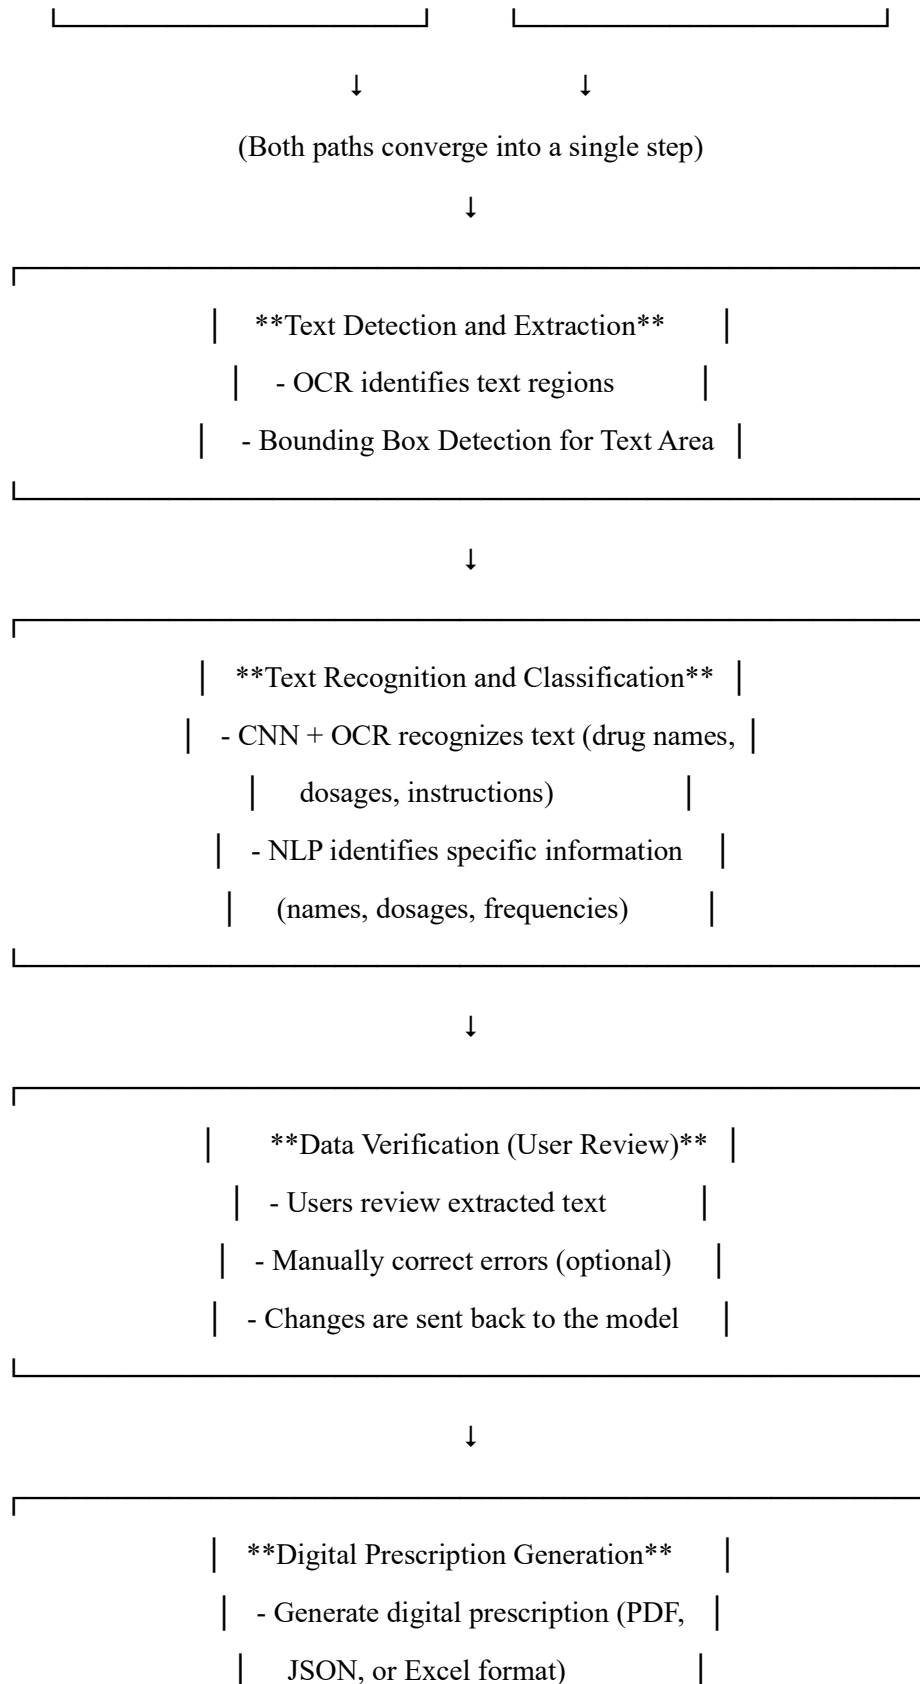 ↓ ↓
(Both paths converge into a single step)
↓
| **Text Detection and Extraction** |
| - OCR identifies text regions |
| - Bounding Box Detection for Text Area |
↓
| **Text Recognition and Classification** |
| - CNN + OCR recognizes text (drug names, |
| dosages, instructions) |
| - NLP identifies specific information |
| (names, dosages, frequencies) |
↓
| **Data Verification (User Review)** |
| - Users review extracted text |
| - Manually correct errors (optional) |
| - Changes are sent back to the model |
↓
| **Digital Prescription Generation** |
| - Generate digital prescription (PDF, |
| JSON, or Excel format) |